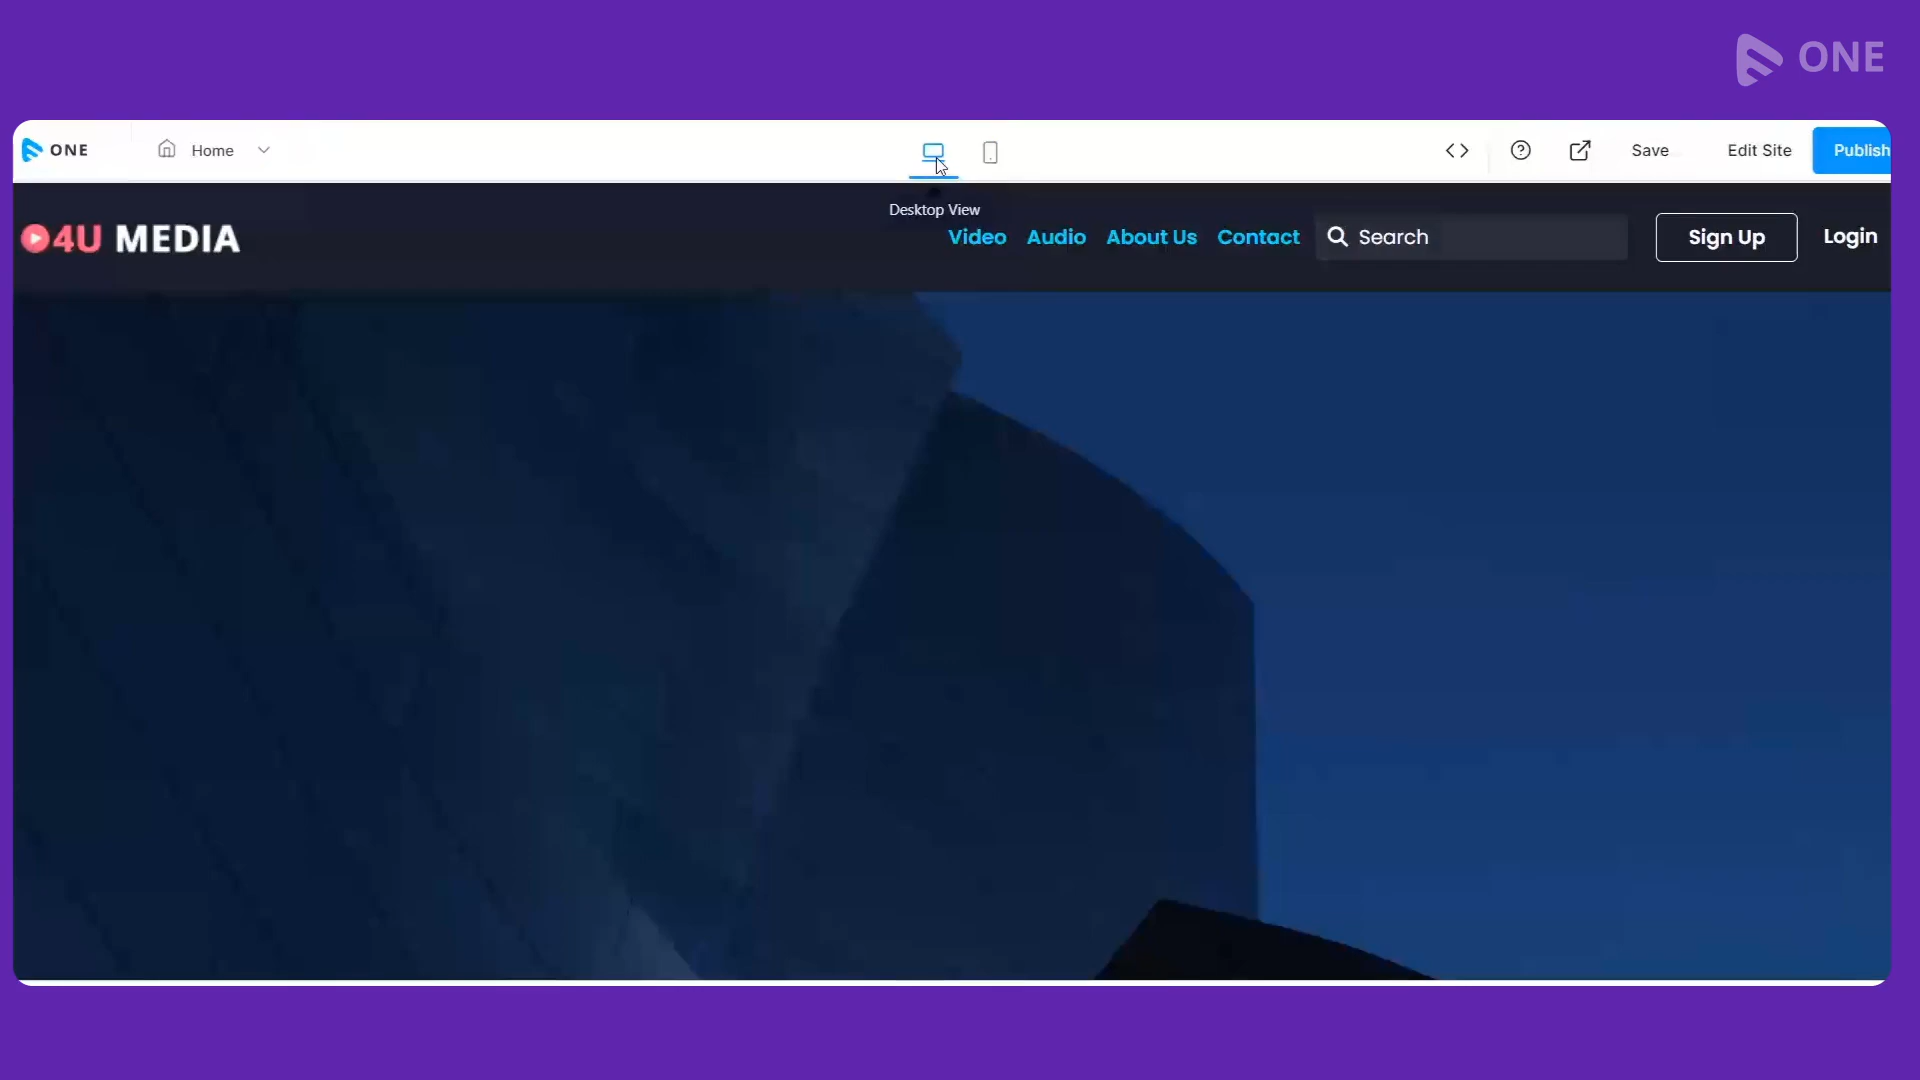 ONE
ONE Home Save Edit Site Publish
Desktop View
4U MEDIA Video Audio About Us Contact Search Sign Up Login